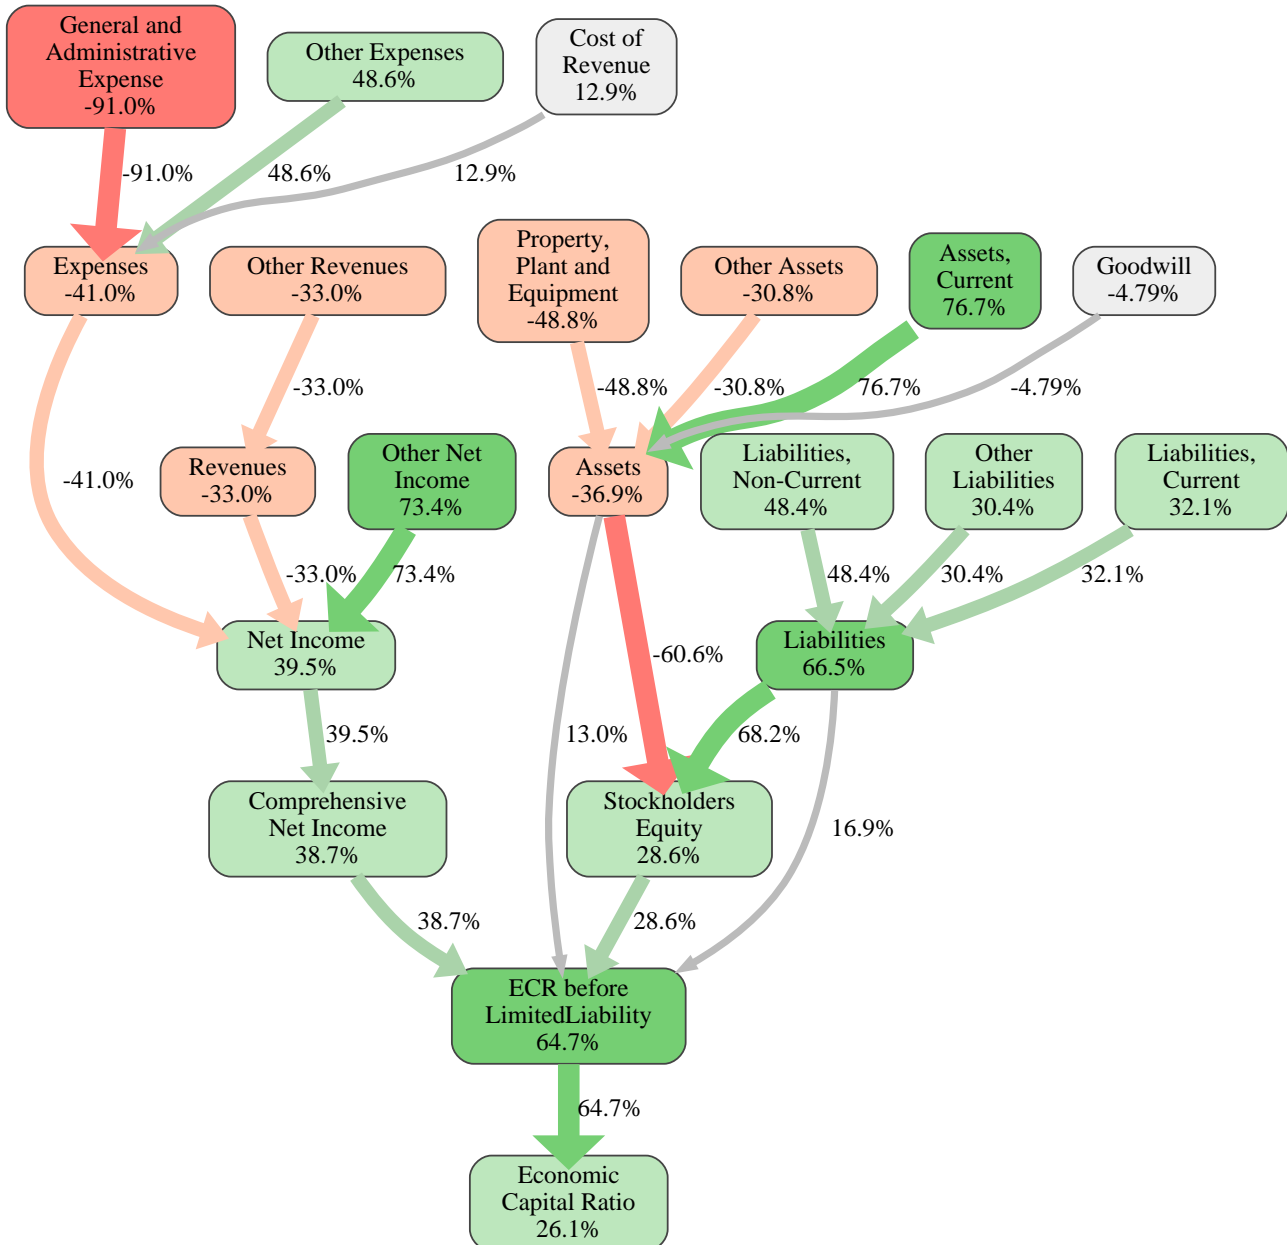 General and
Administrative
Expense
-91.0%
Other Expenses
48.6%
Cost of
Revenue
12.9%
-91.0%
48.6%
12.9%
Expenses
-41.0%
Other Revenues
-33.0%
Property,
Plant and
Equipment
-48.8%
Other Assets
-30.8%
Assets,
Current
76.7%
Goodwill
-4.79%
-33.0%
-48.8%
-30.8%
76.7%
-4.79%
-41.0%
Revenues
-33.0%
Other Net
Income
73.4%
Assets
-36.9%
Liabilities,
Non-Current
48.4%
Other
Liabilities
30.4%
Liabilities,
Current
32.1%
-33.0%
73.4%
48.4%
30.4%
32.1%
Net Income
39.5%
-60.6%
Liabilities
66.5%
39.5%
13.0%
68.2%
Comprehensive
Net Income
38.7%
Stockholders
Equity
28.6%
16.9%
38.7%
28.6%
ECR before
LimitedLiability
64.7%
64.7%
Economic
Capital Ratio
26.1%